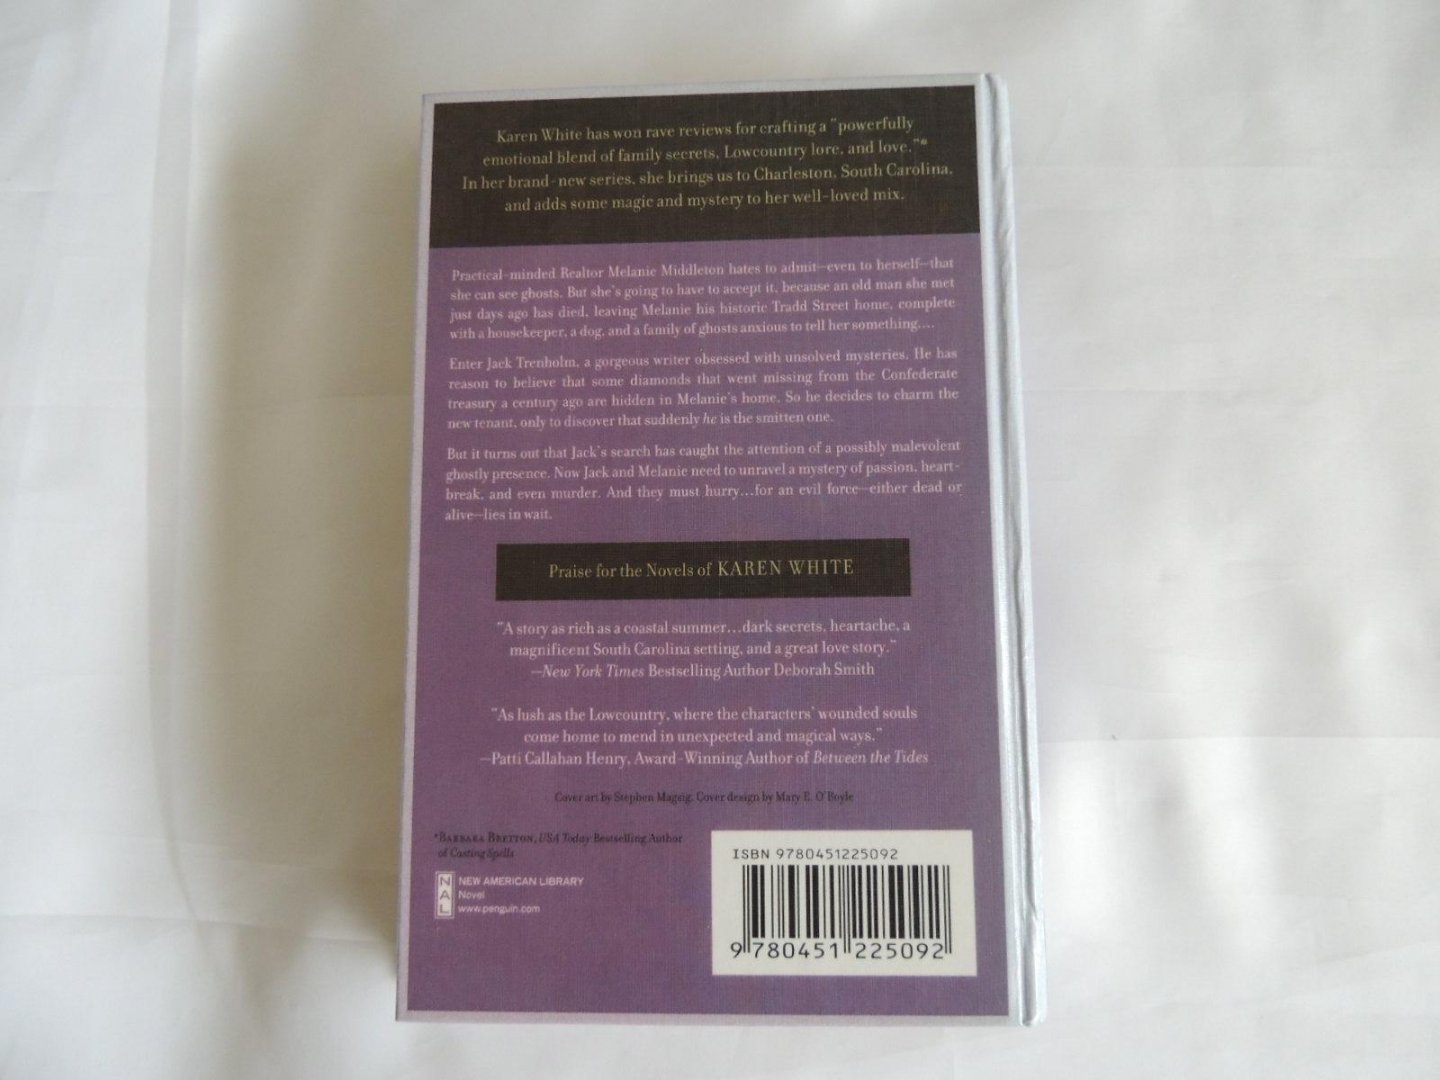 Karen White has won rave reviews for crafting a "powerfully
emotional blend of family secrets, Lowcountry lore, and love."*
In her brand-new series, she brings us to Charleston, South Carolina,
and adds some magic and mystery to her well-loved mix.
Practical-minded Realtor Melanie Middleton hates to admit—even to herself—that
she can see ghosts. But she's going to have to accept it, because an old man she met
just days ago has died, leaving Melanie his historic Tradd Street home, complete
with a housekeeper, a dog, and a family of ghosts anxious to tell her something....
Enter Jack Trenholm, a gorgeous writer obsessed with unsolved mysteries. He has
reason to believe that some diamonds that went missing from the Confederate
treasury a century ago are hidden in Melanie's home. So he decides to charm the
new tenant, only to discover that suddenly he is the smitten one.
But it turns out that Jack's search has caught the attention of a possibly malevolent
ghostly presence. Now Jack and Melanie need to unravel a mystery of passion, heart-
break, and even murder. And they must hurry...for an evil force—either dead or
alive—lies in wait.
Praise for the Novels of KAREN WHITE
"A story as rich as a coastal summer...dark secrets, heartache, a
magnificent South Carolina setting, and a great love story."
—New York Times Bestselling Author Deborah Smith
"As lush as the Lowcountry, where the characters' wounded souls
come home to mend in unexpected and magical ways."
—Patti Callahan Henry, Award-Winning Author of Between the Tides
Cover art by Stephen Magsig. Cover design by Mary E. O'Boyle
*BARBARA BRETTON, USA Today Bestselling Author
of Casting Spells
NAL
NEW AMERICAN LIBRARY
Novel
www.penguin.com
ISBN 9780451225092
9 780451 225092